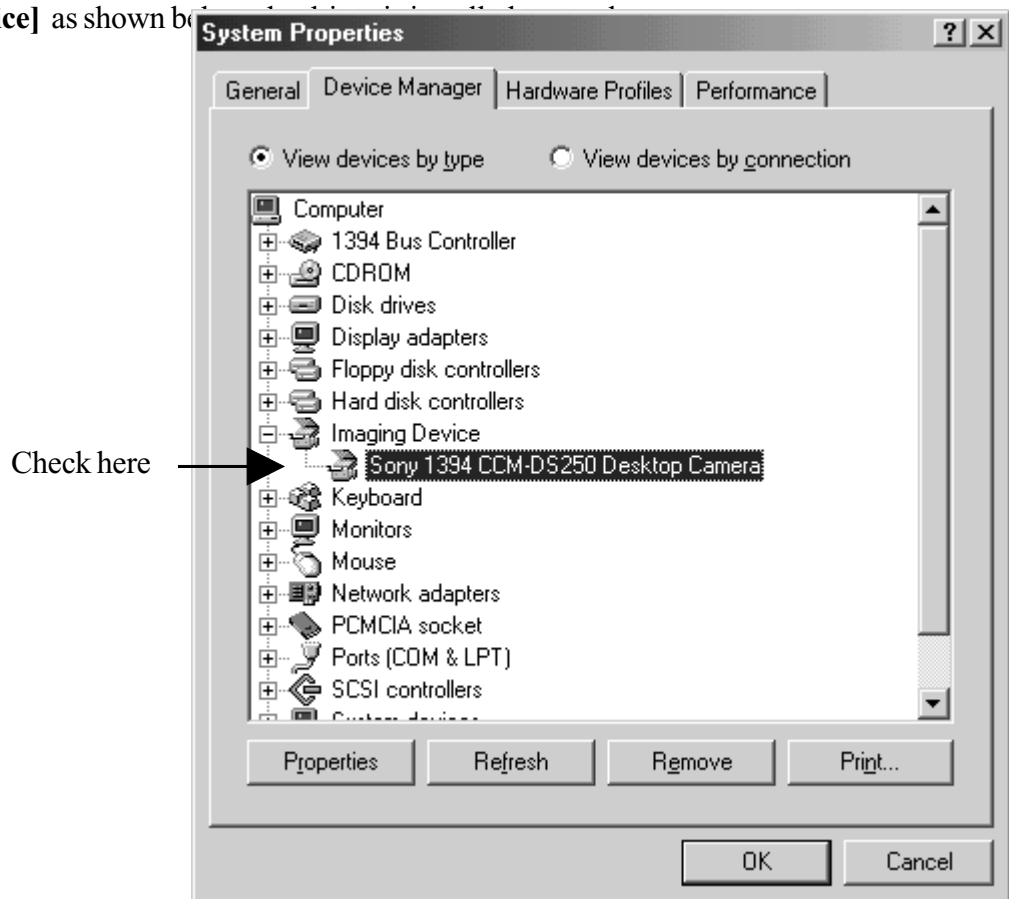 ice] as shown
System Properties
General Device Manager Hardware Profiles Performance
View devices by type View devices by connection
Computer
1394 Bus Controller
CDROM
Disk drives
Display adapters
Floppy disk controllers
Hard disk controllers
Imaging Device
Check here
Sony 1394 CCM-DS250 Desktop Camera
Keyboard
Monitors
Mouse
Network adapters
PCMCIA socket
Ports (COM & LPT)
SCSI controllers
System devices
Properties Refresh Remove Print...
OK Cancel